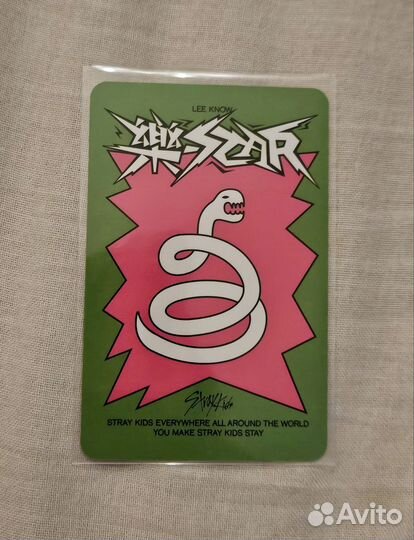 LEE KNOW
樂-STAR
Stray Kids
STRAY KIDS EVERYWHERE ALL AROUND THE WORLD
YOU MAKE STRAY KIDS STAY
Avito